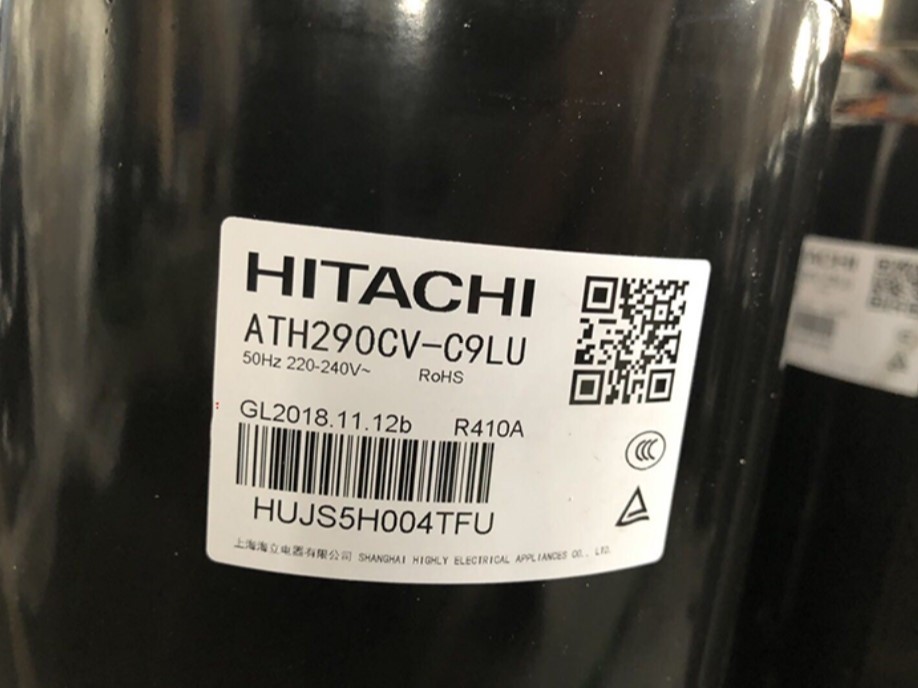 HITACHI
ATH290CV-C9LU
50Hz 220-240V~ RoHS
GL2018.11.12b R410A
HUJS5H004TFU
上海海立电器有限公司 SHANGHAI HIGHLY ELECTRICAL APPLIANCES CO., LTD.